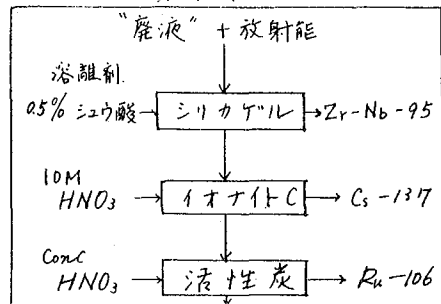 "廃液" + 放射能
溶離剤
0.5% シュウ酸 → シリカゲル → Zr-Nb-95
10M
HNO₃ → イオナイトC → Cs-137
Conc
HNO₃ → 活性炭 → Ru-106